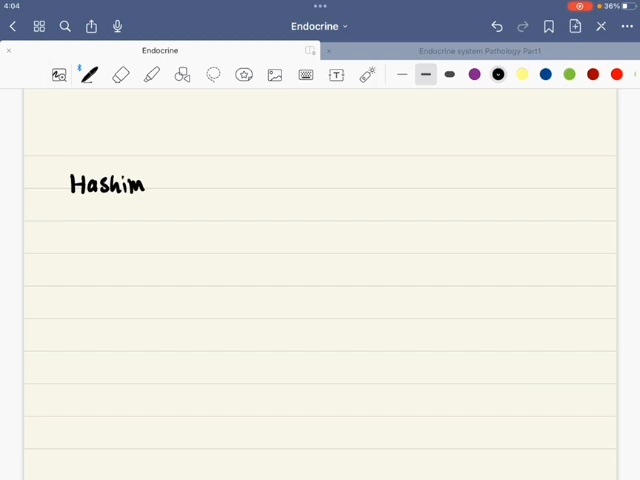 4:04
36%
Endocrine
Endocrine
Endocrine system Pathology Part1
Hashim